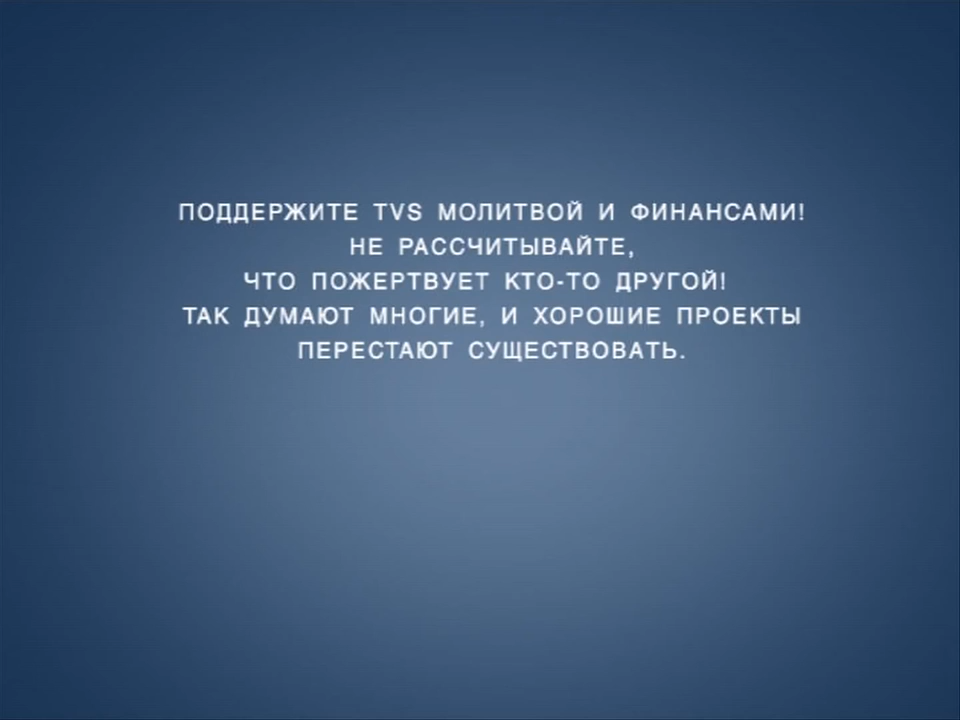 ПОДДЕРЖИТЕ TVS МОЛИТВОЙ И ФИНАНСАМИ!
НЕ РАССЧИТЫВАЙТЕ,
ЧТО ПОЖЕРТВУЕТ КТО-ТО ДРУГОЙ!
ТАК ДУМАЮТ МНОГИЕ, И ХОРОШИЕ ПРОЕКТЫ
ПЕРЕСТАЮТ СУЩЕСТВОВАТЬ.